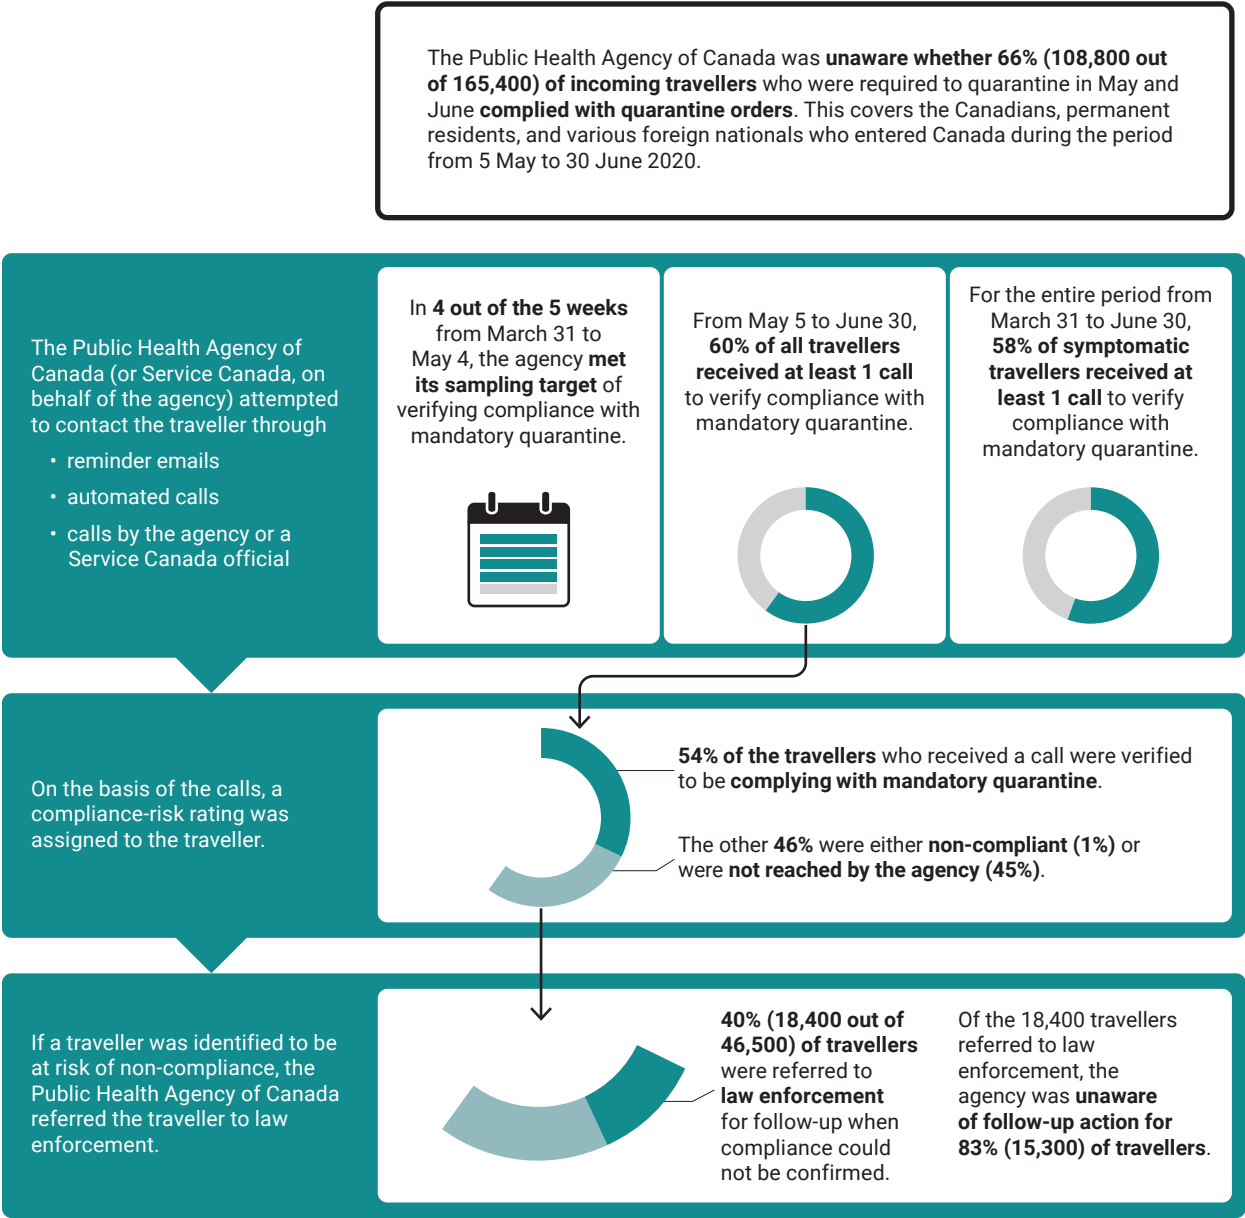 The Public Health Agency of Canada was unaware whether 66% (108,800 out
of 165,400) of incoming travellers who were required to quarantine in May and
June complied with quarantine orders. This covers the Canadians, permanent
residents, and various foreign nationals who entered Canada during the period
from 5 May to 30 June 2020.
The Public Health Agency of
Canada (or Service Canada, on
behalf of the agency) attempted
to contact the traveller through
• reminder emails
• automated calls
• calls by the agency or a
Service Canada official
In 4 out of the 5 weeks
from March 31 to
May 4, the agency met
its sampling target of
verifying compliance with
mandatory quarantine.
From May 5 to June 30,
60% of all travellers
received at least 1 call
to verify compliance with
mandatory quarantine.
For the entire period from
March 31 to June 30,
58% of symptomatic
travellers received at
least 1 call to verify
compliance with
mandatory quarantine.
On the basis of the calls, a
compliance-risk rating was
assigned to the traveller.
54% of the travellers who received a call were verified
to be complying with mandatory quarantine.
The other 46% were either non-compliant (1%) or
were not reached by the agency (45%).
If a traveller was identified to be
at risk of non-compliance, the
Public Health Agency of Canada
referred the traveller to law
enforcement.
40% (18,400 out of
46,500) of travellers
were referred to
law enforcement
for follow-up when
compliance could
not be confirmed.
Of the 18,400 travellers
referred to law
enforcement, the
agency was unaware
of follow-up action for
83% (15,300) of travellers.